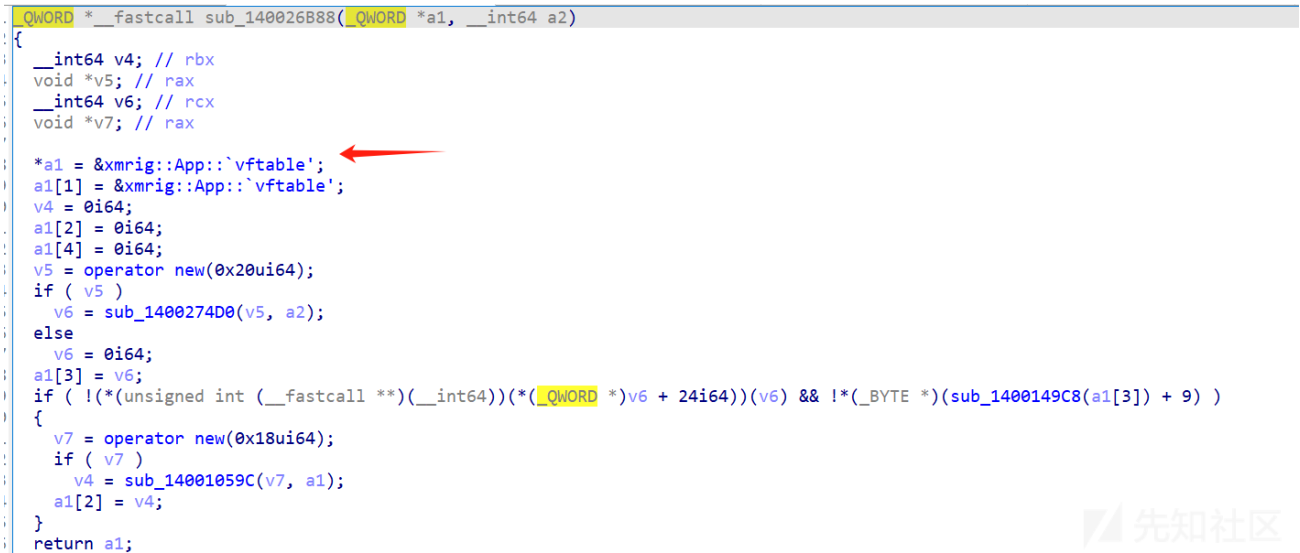 _QWORD *__fastcall sub_140026B88(_QWORD *a1, __int64 a2)
{
  __int64 v4; // rbx
  void *v5; // rax
  __int64 v6; // rcx
  void *v7; // rax

  *a1 = &xmrig::App::`vftable';
  a1[1] = &xmrig::App::`vftable';
  v4 = 0i64;
  a1[2] = 0i64;
  a1[4] = 0i64;
  v5 = operator new(0x20ui64);
  if ( v5 )
    v6 = sub_1400274D0(v5, a2);
  else
    v6 = 0i64;
  a1[3] = v6;
  if ( !(*(unsigned int (__fastcall **)(__int64))(*(_QWORD *)v6 + 24i64))(v6) && !*(_BYTE *)(sub_1400149C8(a1[3]) + 9) )
  {
    v7 = operator new(0x18ui64);
    if ( v7 )
      v4 = sub_14001059C(v7, a1);
    a1[2] = v4;
  }
  return a1;
先知社区